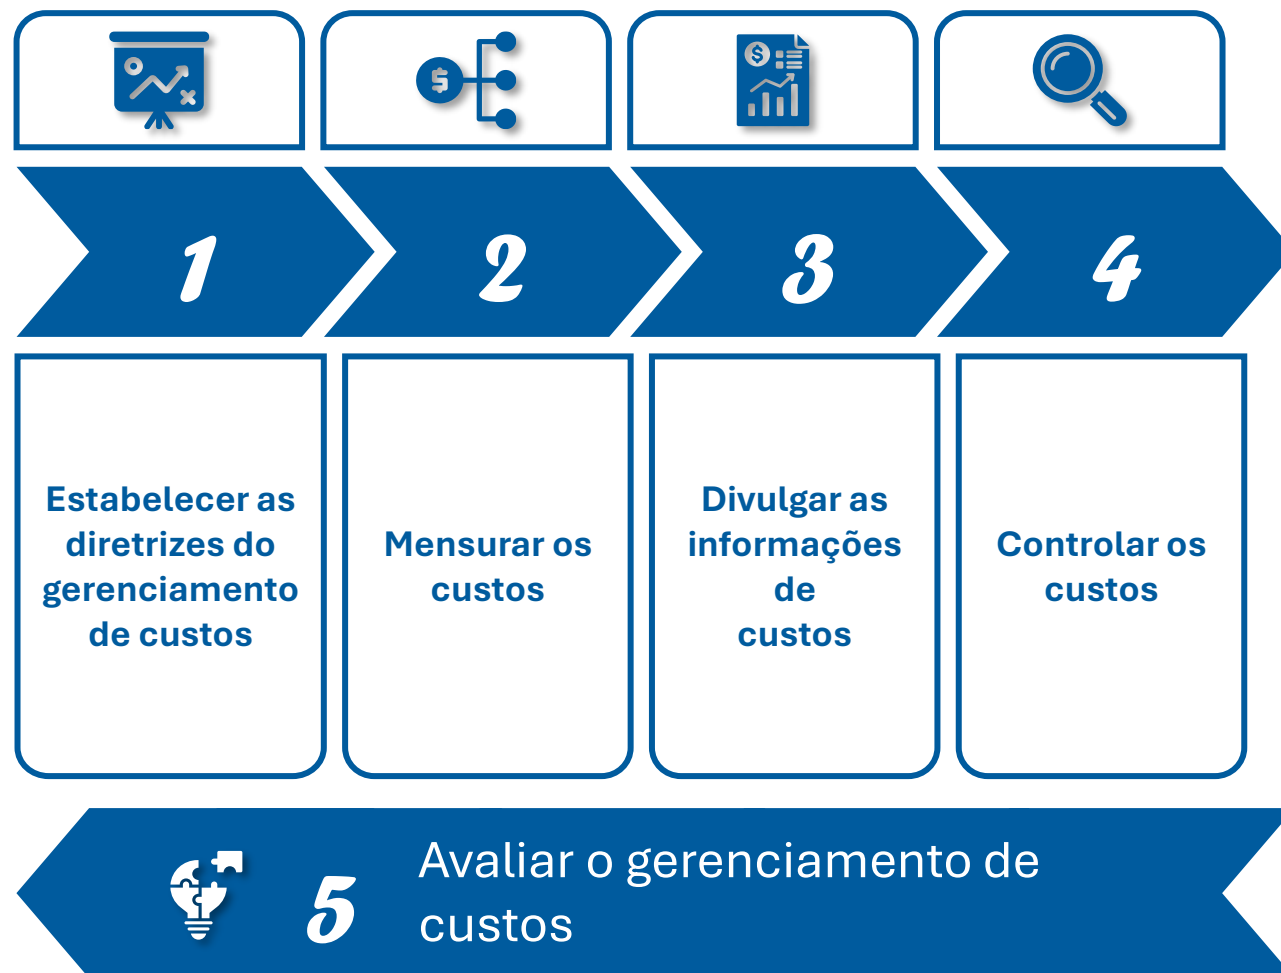 1
2
3
4
Estabelecer as
diretrizes do
gerenciamento
de custos
Mensurar os
custos
Divulgar as
informações
de
custos
Controlar os
custos
5
Avaliar o gerenciamento de
custos